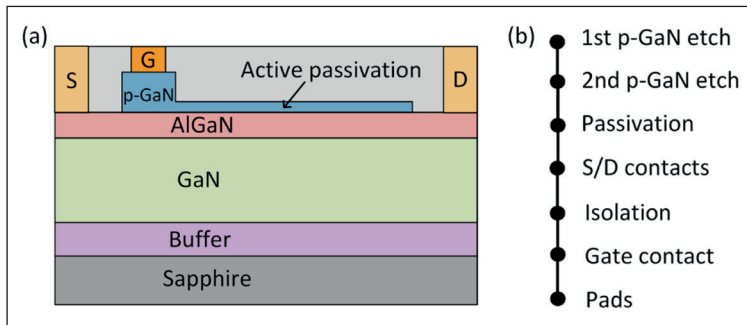 (a)
G
S
p-GaN
Active passivation
D
AlGaN
GaN
Buffer
Sapphire
(b)
1st p-GaN etch
2nd p-GaN etch
Passivation
S/D contacts
Isolation
Gate contact
Pads